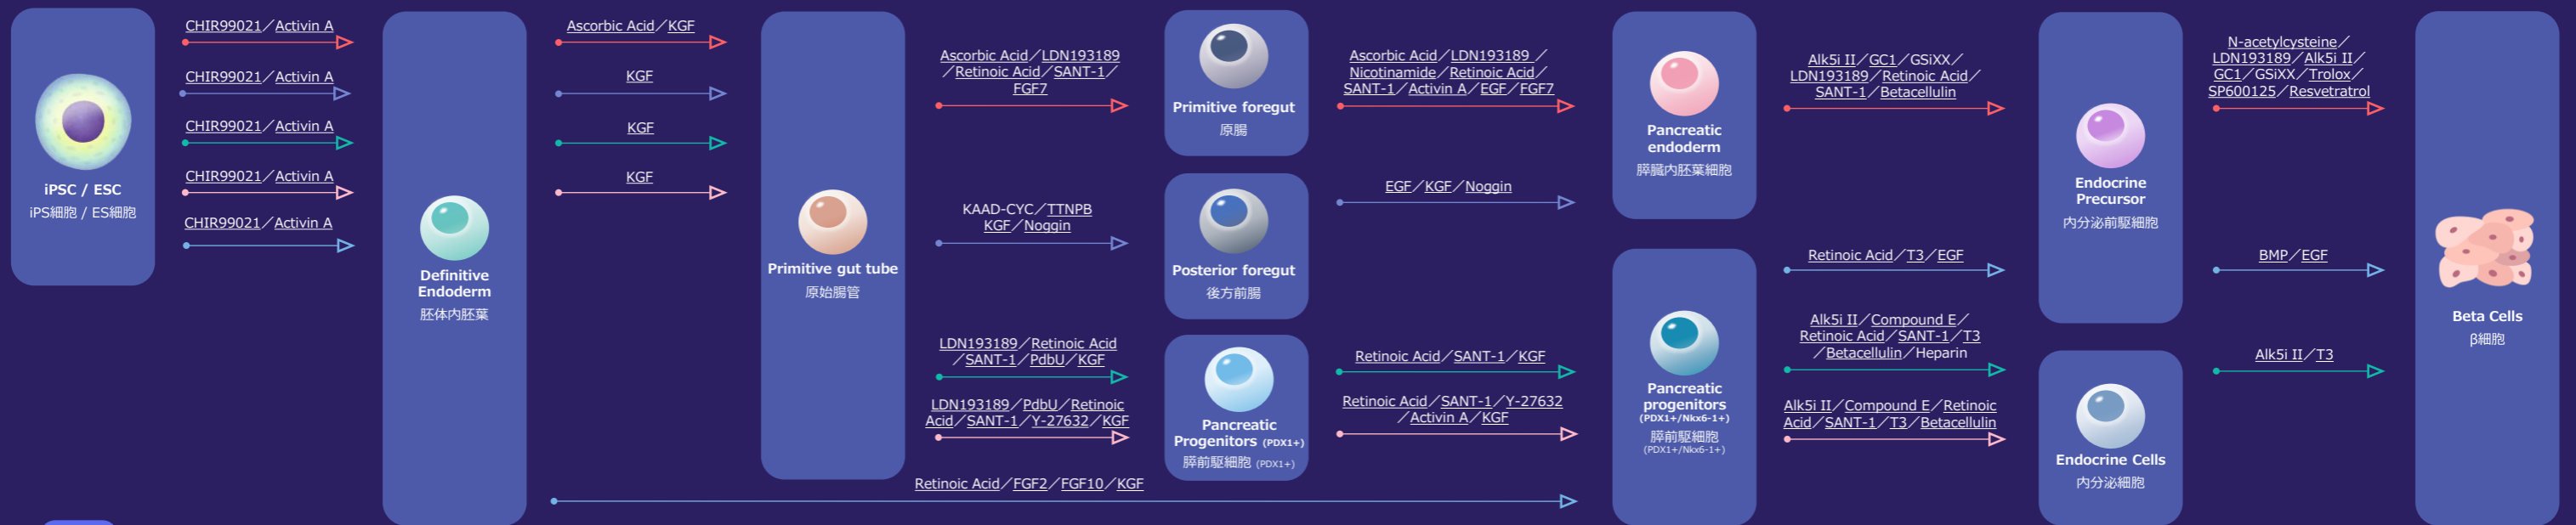 CHIR99021／Activin A
CHIR99021／Activin A
CHIR99021／Activin A
CHIR99021／Activin A
CHIR99021／Activin A
iPSC / ESC
iPS細胞 / ES細胞
Definitive
Endoderm
胚体内胚葉
Ascorbic Acid／KGF
KGF
KGF
KGF
Primitive gut tube
原始腸管
Ascorbic Acid／LDN193189
／Retinoic Acid／SANT-1／
FGF7
KAAD-CYC／TTNPB
KGF／Noggin
LDN193189／Retinoic Acid
／SANT-1／PdbU／KGF
LDN193189／PdbU／Retinoic
Acid／SANT-1／Y-27632／KGF
Retinoic Acid／FGF2／FGF10／KGF
Primitive foregut
原腸
Posterior foregut
後方前腸
Pancreatic
Progenitors (PDX1+)
膵前駆細胞 (PDX1+)
Ascorbic Acid／LDN193189 ／
Nicotinamide／Retinoic Acid／
SANT-1／Activin A／EGF／FGF7
EGF／KGF／Noggin
Retinoic Acid／SANT-1／KGF
Retinoic Acid／SANT-1／Y-27632
／Activin A／KGF
Pancreatic
endoderm
膵臓内胚葉細胞
Pancreatic
progenitors
(PDX1+/Nkx6-1+)
膵前駆細胞
(PDX1+/Nkx6-1+)
Alk5i II／GC1／GSiXX／
LDN193189／Retinoic Acid／
SANT-1／Betacellulin
Retinoic Acid／T3／EGF
Alk5i II／Compound E／
Retinoic Acid／SANT-1／T3
／Betacellulin／Heparin
Alk5i II／Compound E／Retinoic
Acid／SANT-1／T3／Betacellulin
Endocrine
Precursor
内分泌前駆細胞
Endocrine Cells
内分泌細胞
N-acetylcysteine／
LDN193189／Alk5i II／
GC1／GSiXX／Trolox／
SP600125／Resvetratrol
BMP／EGF
Alk5i II／T3
Beta Cells
β細胞